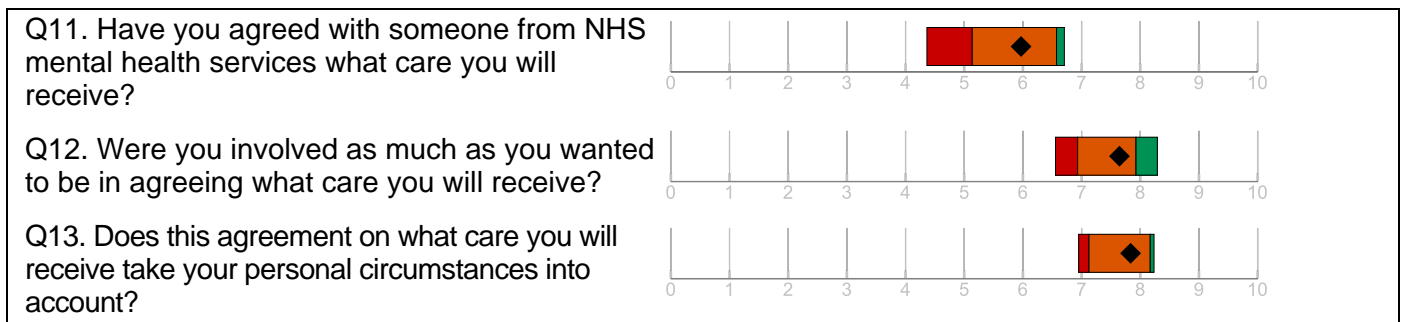 Q11. Have you agreed with someone from NHS
mental health services what care you will
receive?
0 1 2 3 4 5 6 7 8 9 10
Q12. Were you involved as much as you wanted
to be in agreeing what care you will receive?
0 1 2 3 4 5 6 7 8 9 10
Q13. Does this agreement on what care you will
receive take your personal circumstances into
account?
0 1 2 3 4 5 6 7 8 9 10